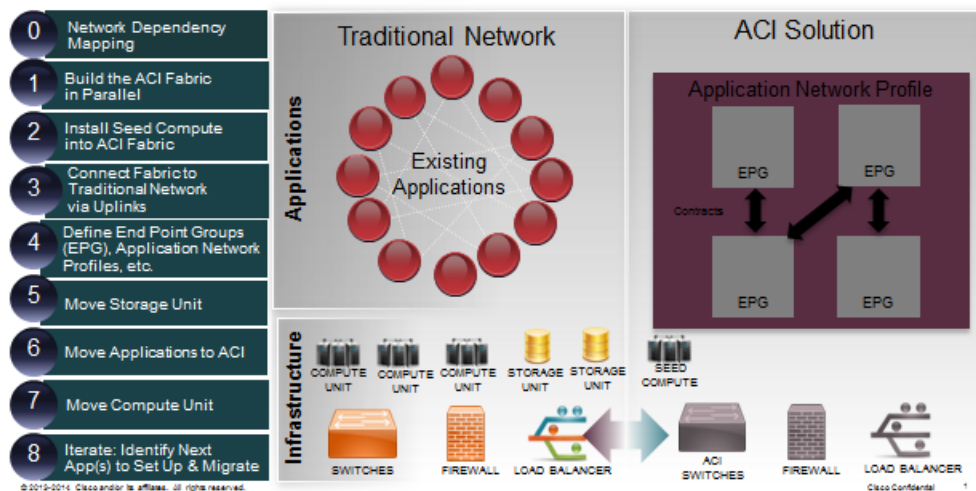 0
Network Dependency
Mapping
1
Build the ACI Fabric
in Parallel
2
Install Seed Compute
into ACI Fabric
3
Connect Fabric to
Traditional Network
via Uplinks
4
Define End Point Groups
(EPG), Application Network
Profiles, etc.
5
Move Storage Unit
6
Move Applications to ACI
7
Move Compute Unit
8
Iterate: Identify Next
App(s) to Set Up & Migrate
Traditional Network
Applications
Existing
Applications
ACI Solution
Application Network Profile
EPG
EPG
Contracts
EPG
EPG
Infrastructure
COMPUTE
UNIT
COMPUTE
UNIT
COMPUTE
UNIT
STORAGE
UNIT
STORAGE
UNIT
SEED
COMPUTE
SWITCHES
FIREWALL
LOAD BALANCER
ACI
SWITCHES
FIREWALL
LOAD BALANCER
© 2013-2014 Cisco and/or its affiliates. All rights reserved.
Cisco Confidential
1